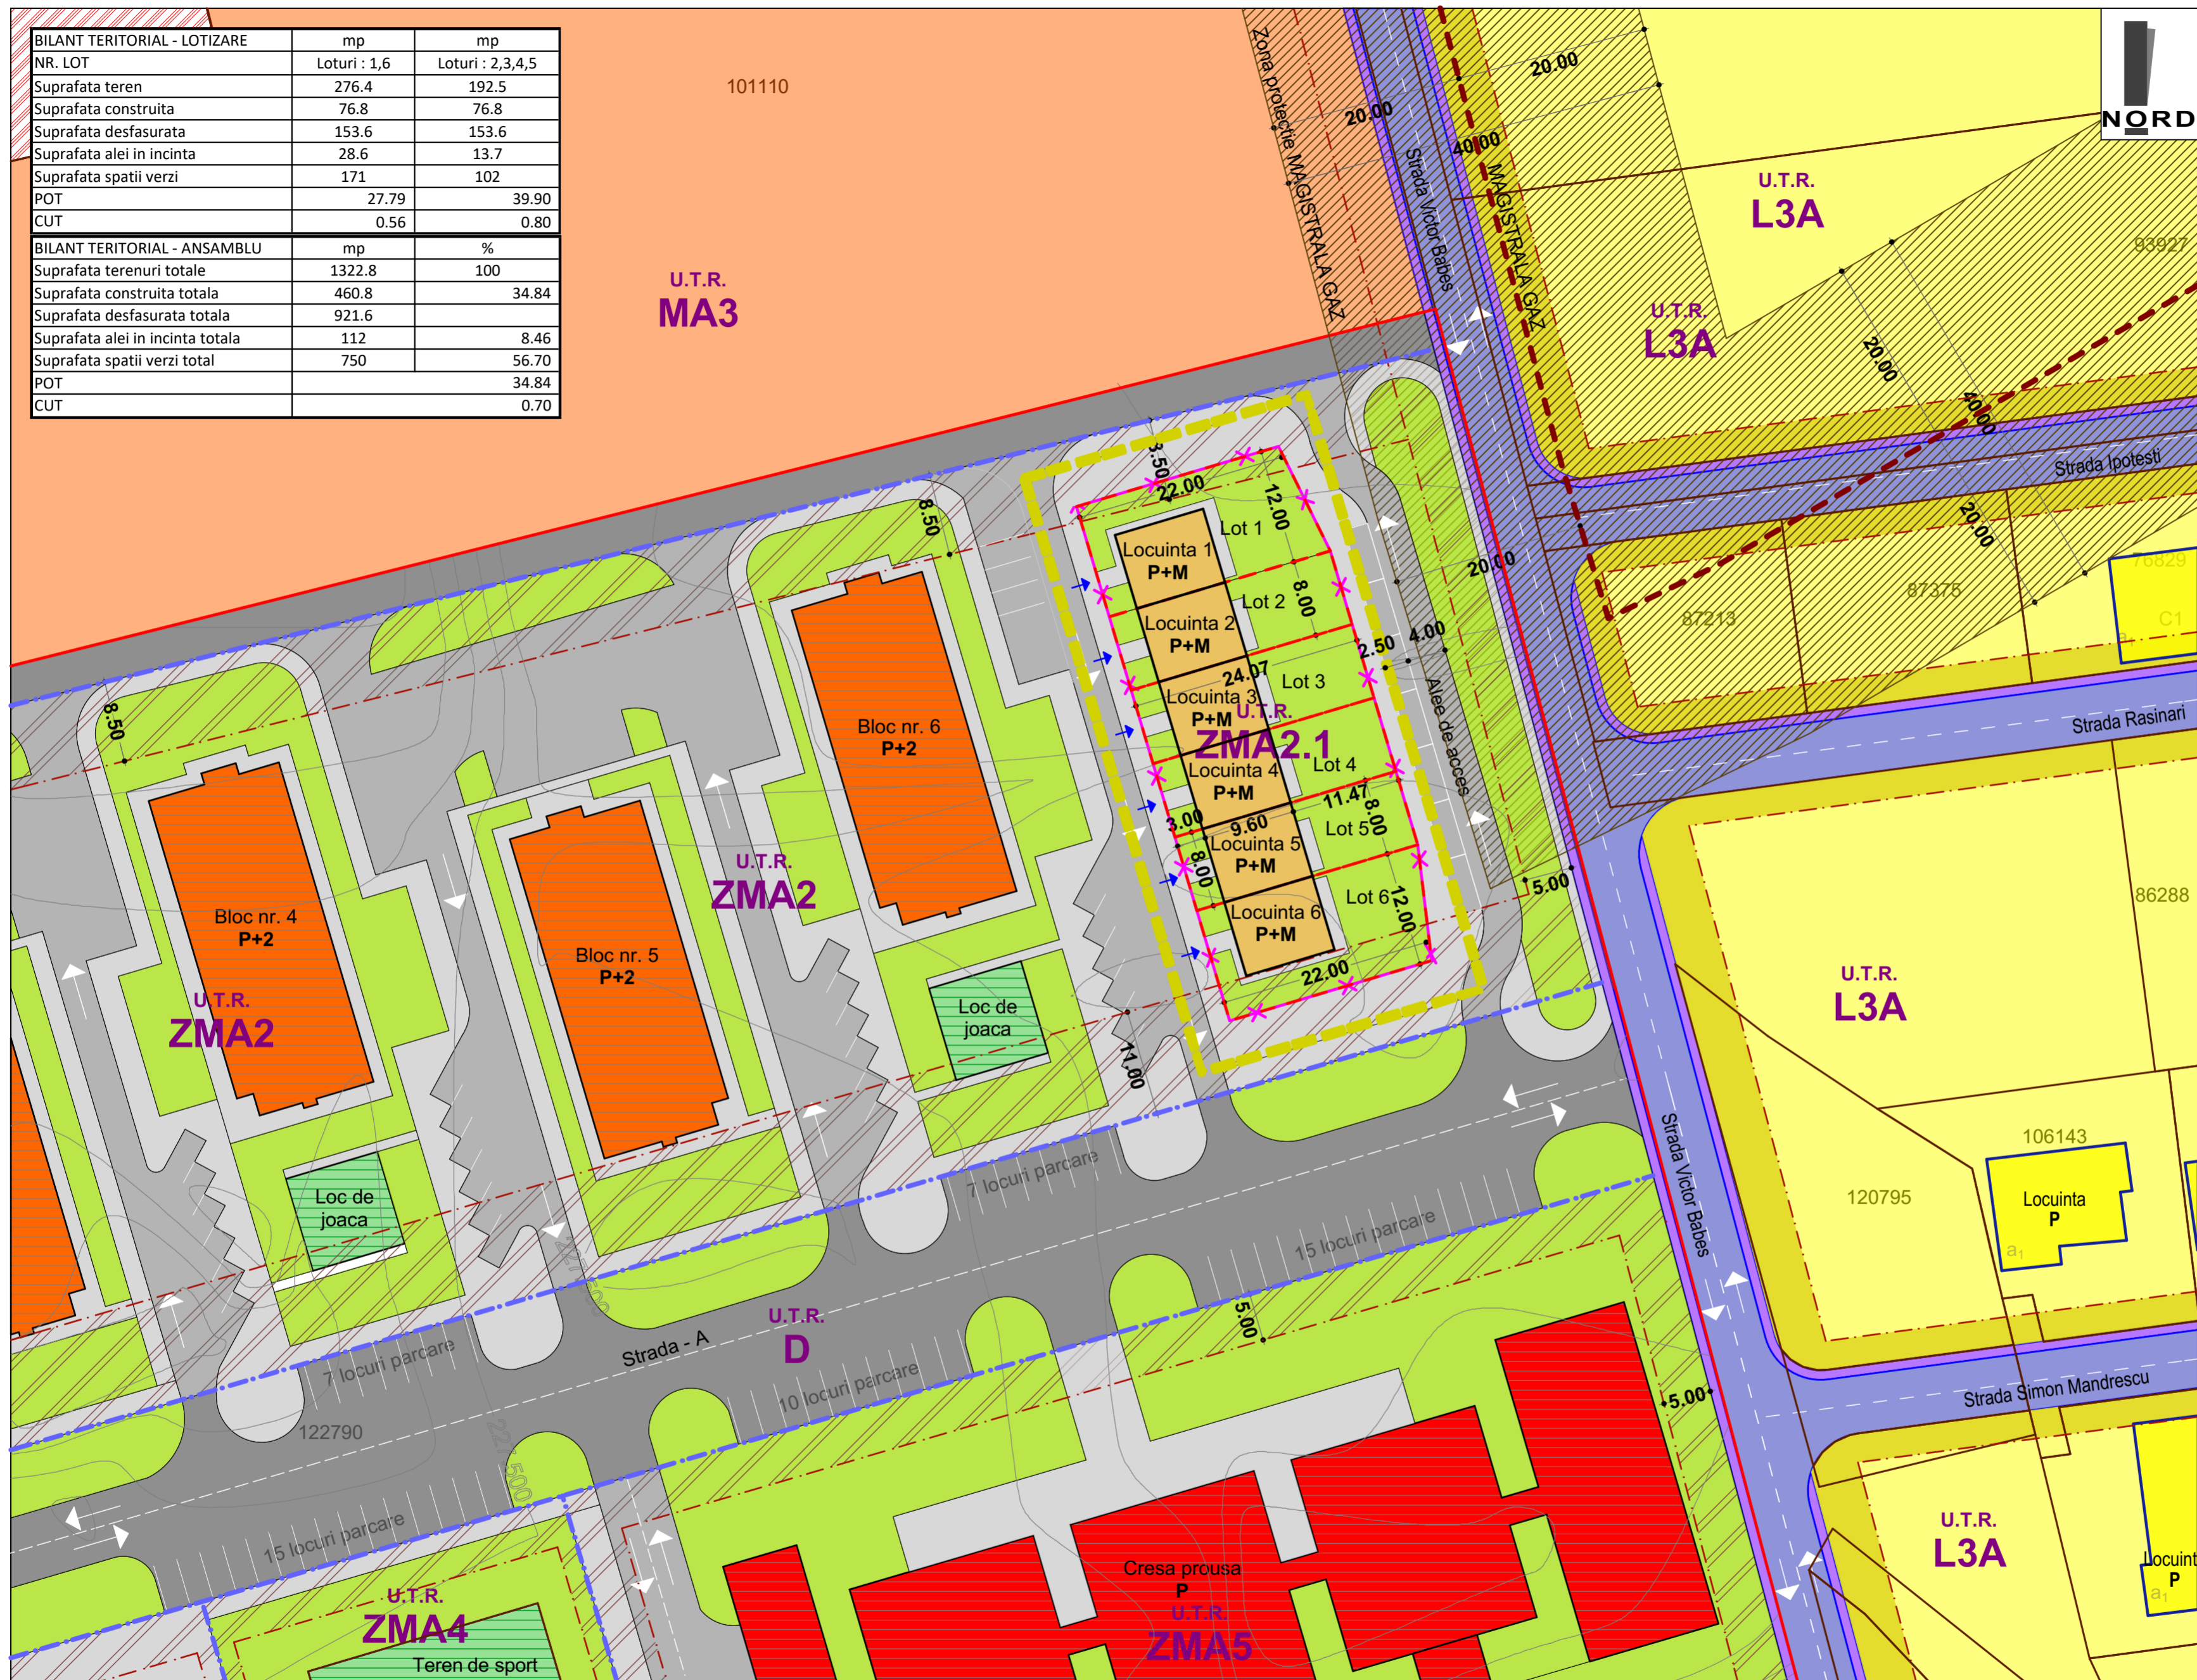 BILANT TERITORIAL - LOTIZARE mp mp
NR. LOT Loturi : 1,6 Loturi : 2,3,4,5
Suprafata teren 276.4 192.5
Suprafata construita 76.8 76.8
Suprafata desfasurata 153.6 153.6
Suprafata alei in incinta 28.6 13.7
Suprafata spatii verzi 171 102
POT 27.79 39.90
CUT 0.56 0.80
BILANT TERITORIAL - ANSAMBLU mp %
Suprafata terenuri totale 1322.8 100
Suprafata construita totala 460.8 34.84
Suprafata desfasurata totala 921.6
Suprafata alei in incinta totala 112 8.46
Suprafata spatii verzi total 750 56.70
POT 34.84
CUT 0.70
101110
U.T.R.
MA3
Zona protectie MAGISTRALA GAZ
20.00
20.00
40.00
Strada Victor Babes
MAGISTRALA GAZ
NORD
U.T.R.
L3A
93927
U.T.R.
L3A
20.00
40.00
20.00
Strada Ipotesti
76829
C1
87375
87213
Strada Rasinari
20.00
8.50
3.50
22.00
12.00
Lot 1
Locuinta 1
P+M
8.00
Lot 2
Locuinta 2
P+M
2.50
4.00
24.07
Lot 3
Locuinta 3
P+M
U.T.R.
ZMA2.1
Alee de acces
Lot 4
Locuinta 4
P+M
11.47
8.00
3.00
9.60
Lot 5
Locuinta 5
P+M
8.00
Lot 6
12.00
Locuinta 6
P+M
22.00
5.00
11.00
8.50
Bloc nr. 6
P+2
U.T.R.
ZMA2
Bloc nr. 4
P+2
Bloc nr. 5
P+2
U.T.R.
ZMA2
Loc de
joaca
Loc de
joaca
86288
U.T.R.
L3A
106143
120795
Locuinta
P
a1
Strada Victor Babes
7 locuri parcare
15 locuri parcare
5.00
U.T.R.
D
Strada - A
7 locuri parcare
10 locuri parcare
122790
15 locuri parcare
5.00
Strada Simon Mandrescu
U.T.R.
L3A
P
a1
Cresa prousa
P
U.T.R.
ZMA5
U.T.R.
ZMA4
Teren de sport